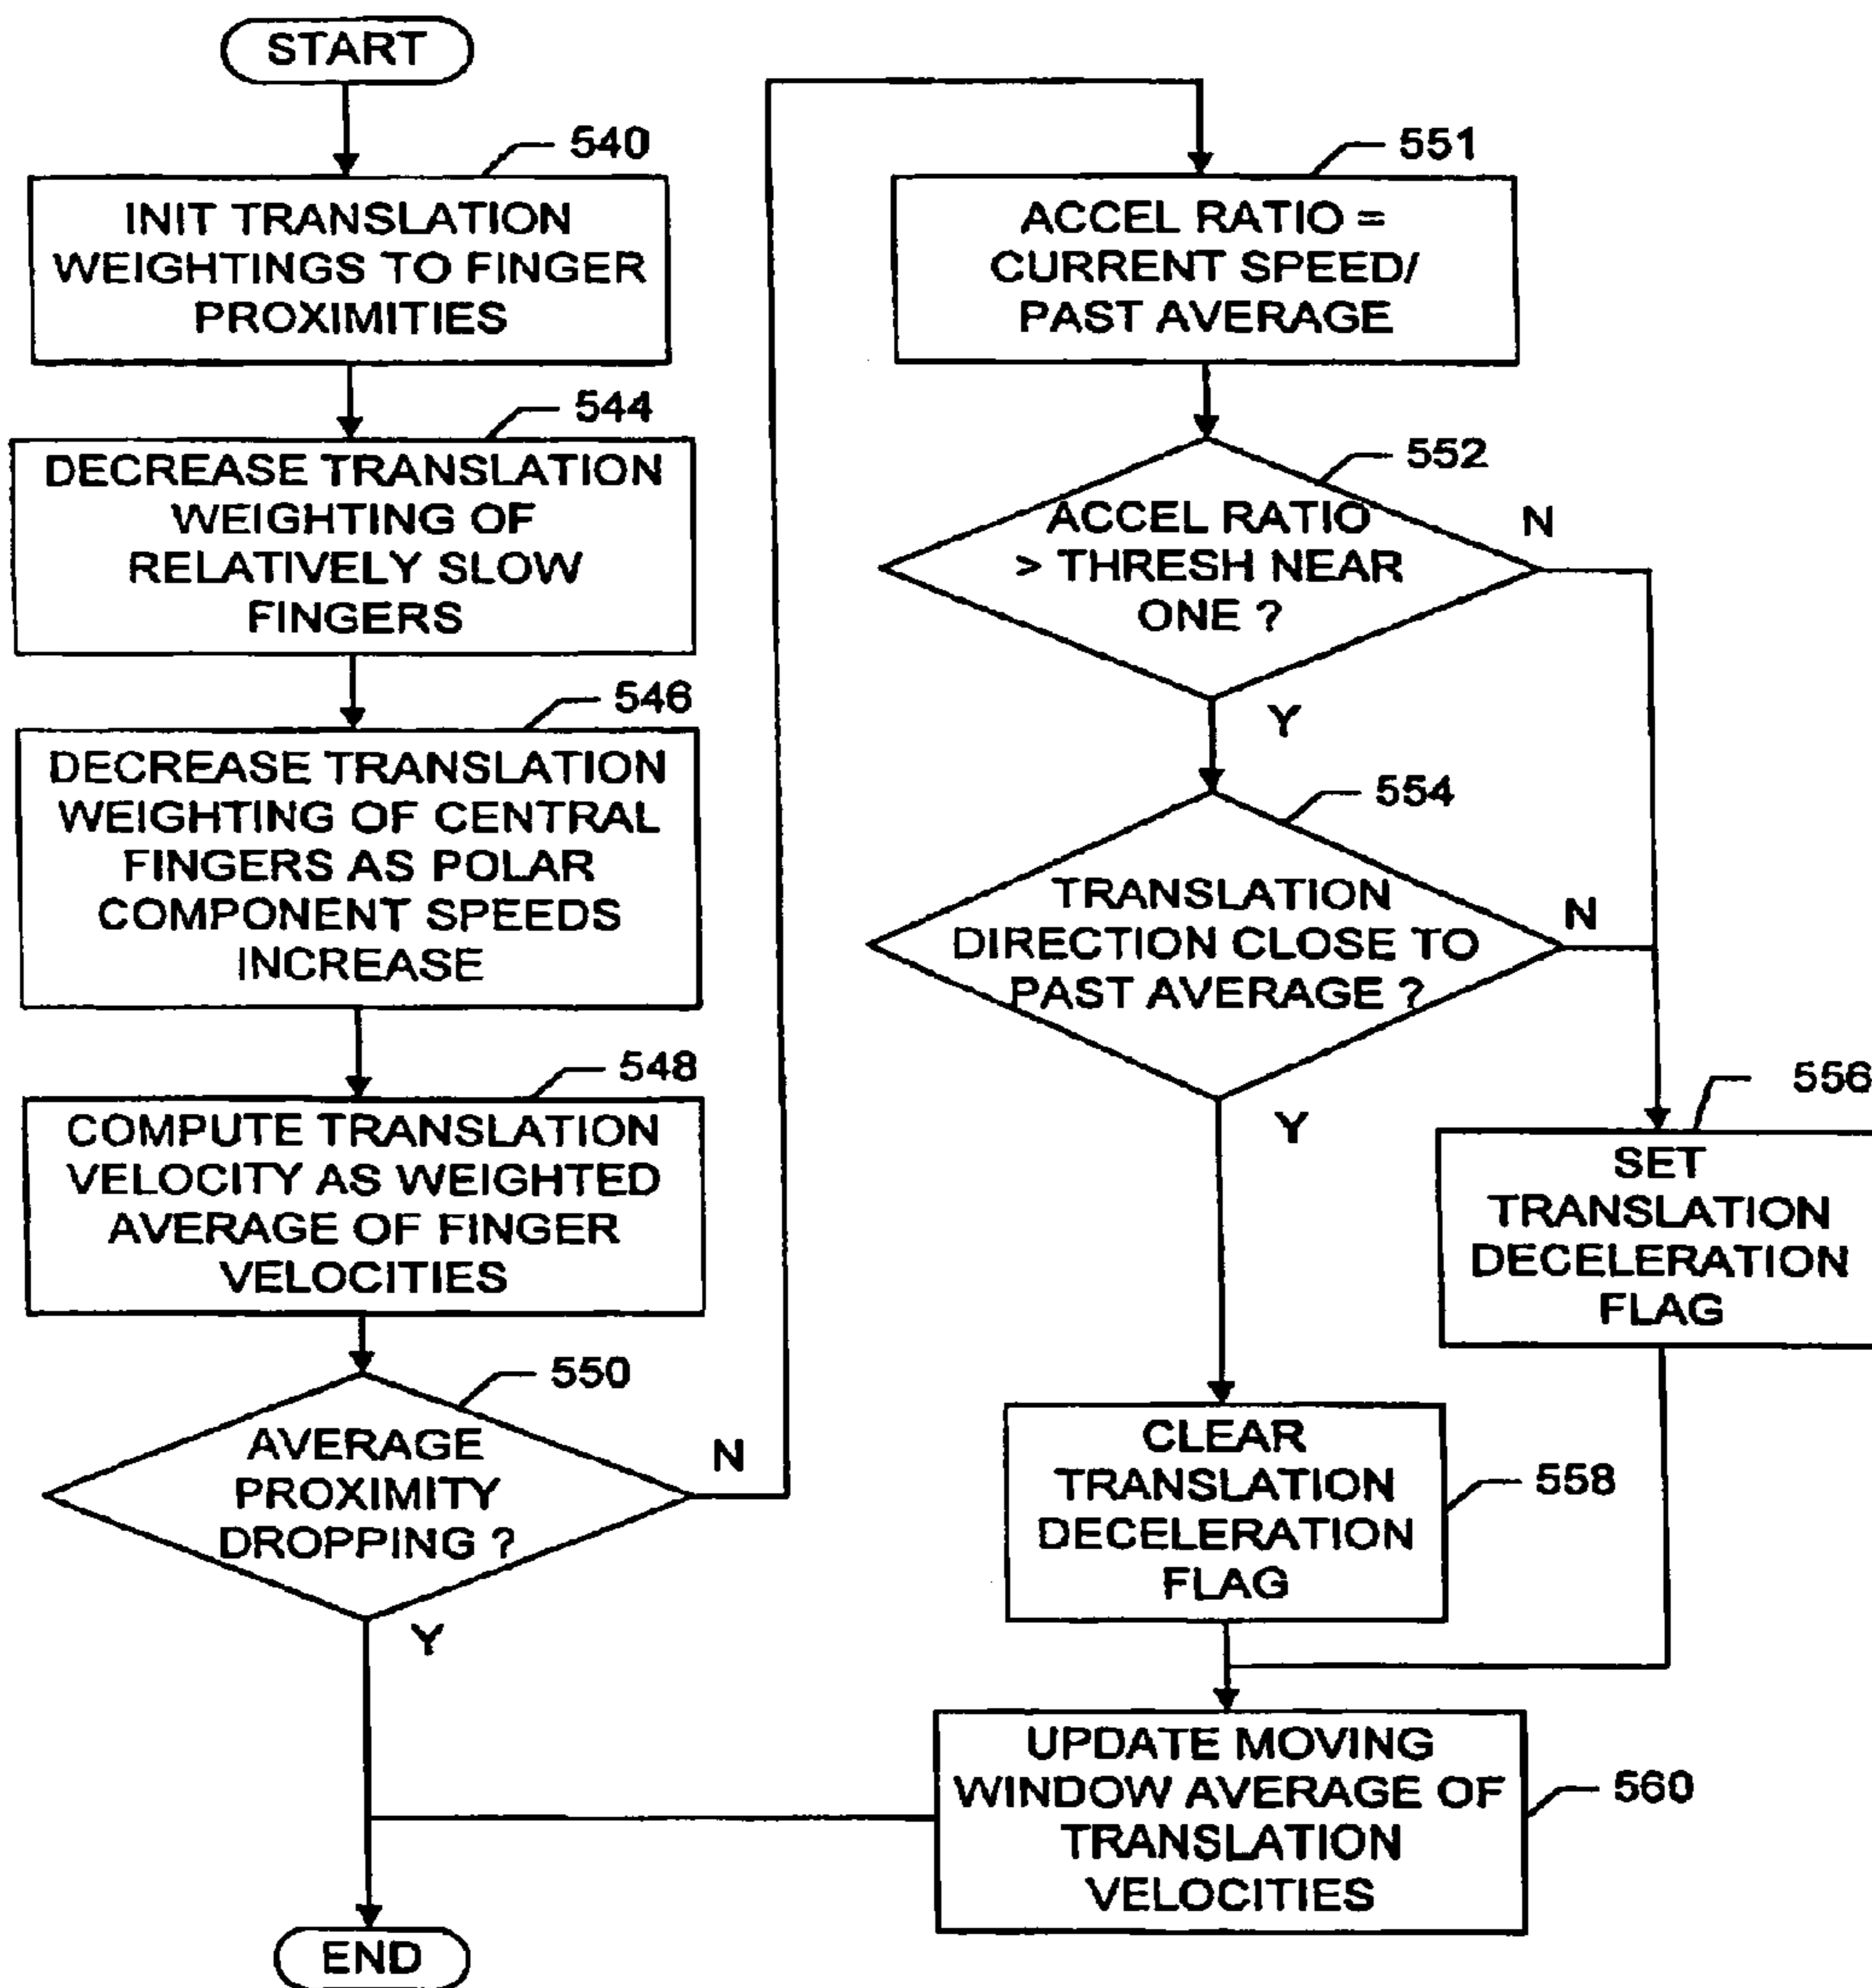 START
540
INIT TRANSLATION
WEIGHTINGS TO FINGER
PROXIMITIES
544
DECREASE TRANSLATION
WEIGHTING OF
RELATIVELY SLOW
FINGERS
546
DECREASE TRANSLATION
WEIGHTING OF CENTRAL
FINGERS AS POLAR
COMPONENT SPEEDS
INCREASE
548
COMPUTE TRANSLATION
VELOCITY AS WEIGHTED
AVERAGE OF FINGER
VELOCITIES
550
AVERAGE
PROXIMITY
DROPPING ?
N
Y
551
ACCEL RATIO =
CURRENT SPEED/
PAST AVERAGE
552
ACCEL RATIO
> THRESH NEAR
ONE ?
N
Y
554
TRANSLATION
DIRECTION CLOSE TO
PAST AVERAGE ?
N
Y
556
SET
TRANSLATION
DECELERATION
FLAG
558
CLEAR
TRANSLATION
DECELERATION
FLAG
560
UPDATE MOVING
WINDOW AVERAGE OF
TRANSLATION
VELOCITIES
END